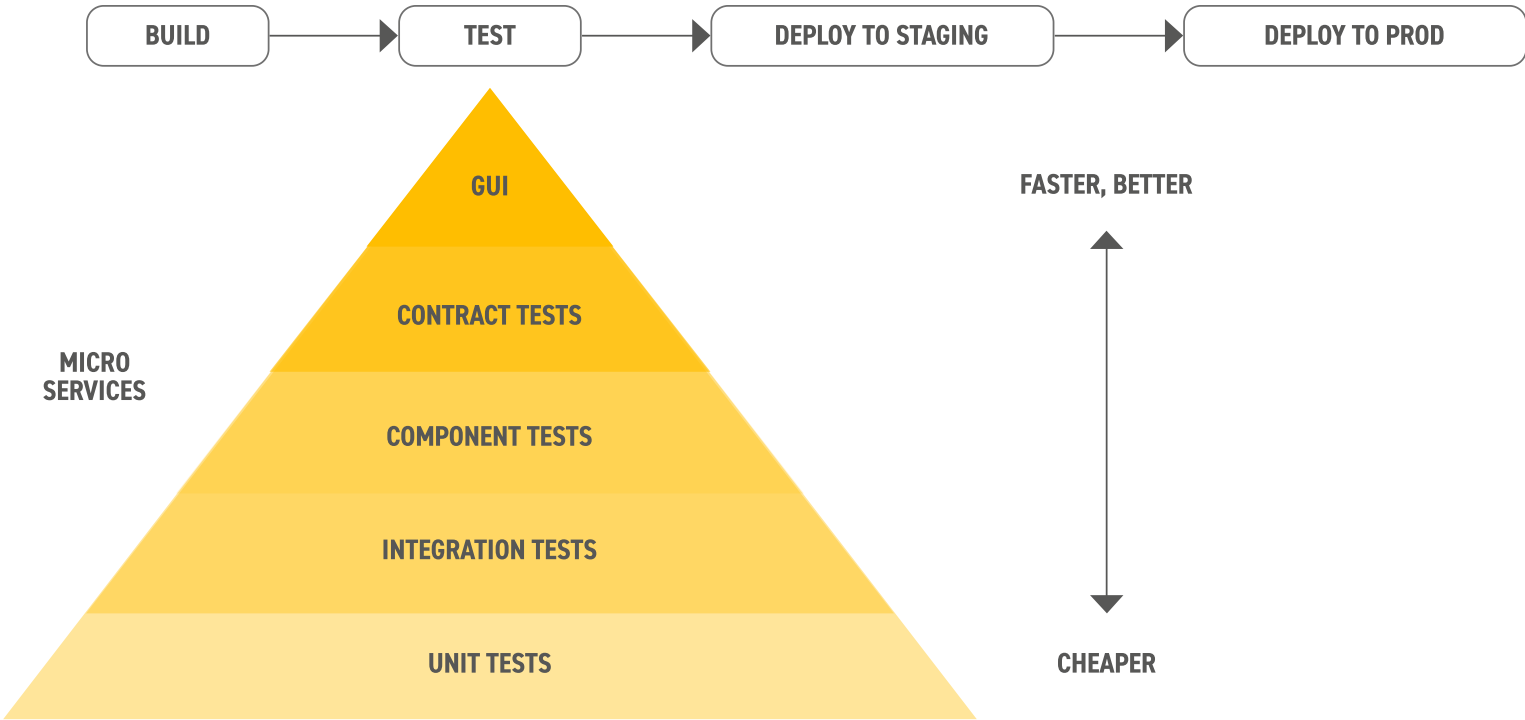 BUILD
TEST
DEPLOY TO STAGING
DEPLOY TO PROD
GUI
FASTER, BETTER
CONTRACT TESTS
MICRO
SERVICES
COMPONENT TESTS
INTEGRATION TESTS
UNIT TESTS
CHEAPER